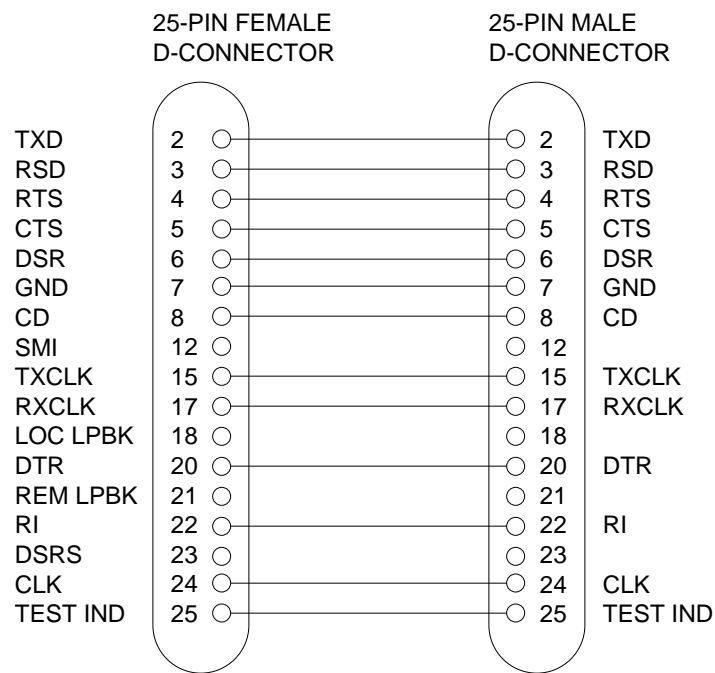 25-PIN FEMALE 25-PIN MALE
D-CONNECTOR D-CONNECTOR
TXD 2 2 TXD
RSD 3 3 RSD
RTS 4 4 RTS
CTS 5 5 CTS
DSR 6 6 DSR
GND 7 7 GND
CD 8 8 CD
SMI 12 12
TXCLK 15 15 TXCLK
RXCLK 17 17 RXCLK
LOC LPBK 18 18
DTR 20 20 DTR
REM LPBK 21 21
RI 22 22 RI
DSRS 23 23
CLK 24 24 CLK
TEST IND 25 25 TEST IND